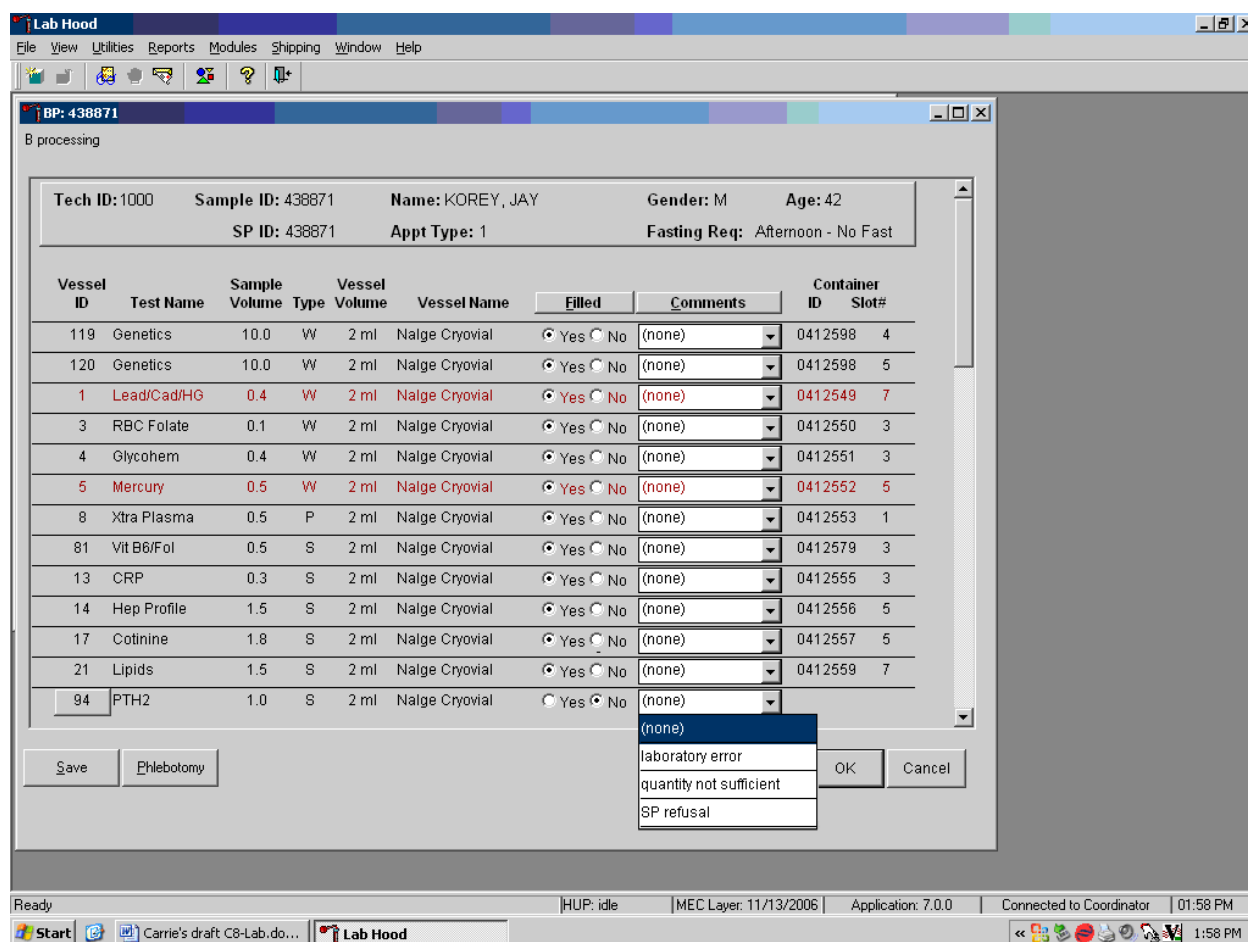 Lab Hood
File View Utilities Reports Modules Shipping Window Help
BP: 438871
B processing
Tech ID: 1000 Sample ID: 438871 Name: KOREY, JAY Gender: M Age: 42
SP ID: 438871 Appt Type: 1 Fasting Req: Afternoon - No Fast
Vessel Sample Vessel Container
ID Test Name Volume Type Volume Vessel Name Filled Comments ID Slot#
119 Genetics 10.0 W 2 ml Nalge Cryovial Yes No (none) 0412598 4
120 Genetics 10.0 W 2 ml Nalge Cryovial Yes No (none) 0412598 5
1 Lead/Cad/HG 0.4 W 2 ml Nalge Cryovial Yes No (none) 0412549 7
3 RBC Folate 0.1 W 2 ml Nalge Cryovial Yes No (none) 0412550 3
4 Glycohem 0.4 W 2 ml Nalge Cryovial Yes No (none) 0412551 3
5 Mercury 0.5 W 2 ml Nalge Cryovial Yes No (none) 0412552 5
8 Xtra Plasma 0.5 P 2 ml Nalge Cryovial Yes No (none) 0412553 1
81 Vit B6/Fol 0.5 S 2 ml Nalge Cryovial Yes No (none) 0412579 3
13 CRP 0.3 S 2 ml Nalge Cryovial Yes No (none) 0412555 3
14 Hep Profile 1.5 S 2 ml Nalge Cryovial Yes No (none) 0412556 5
17 Cotinine 1.8 S 2 ml Nalge Cryovial Yes No (none) 0412557 5
21 Lipids 1.5 S 2 ml Nalge Cryovial Yes No (none) 0412559 7
94 PTH2 1.0 S 2 ml Nalge Cryovial Yes No (none)
(none)
laboratory error
quantity not sufficient
SP refusal
Save Phlebotomy OK Cancel
Ready HUP: idle MEC Layer: 11/13/2006 Application: 7.0.0 Connected to Coordinator 01:58 PM
Start Carrie's draft C8-Lab.do... Lab Hood 1:58 PM